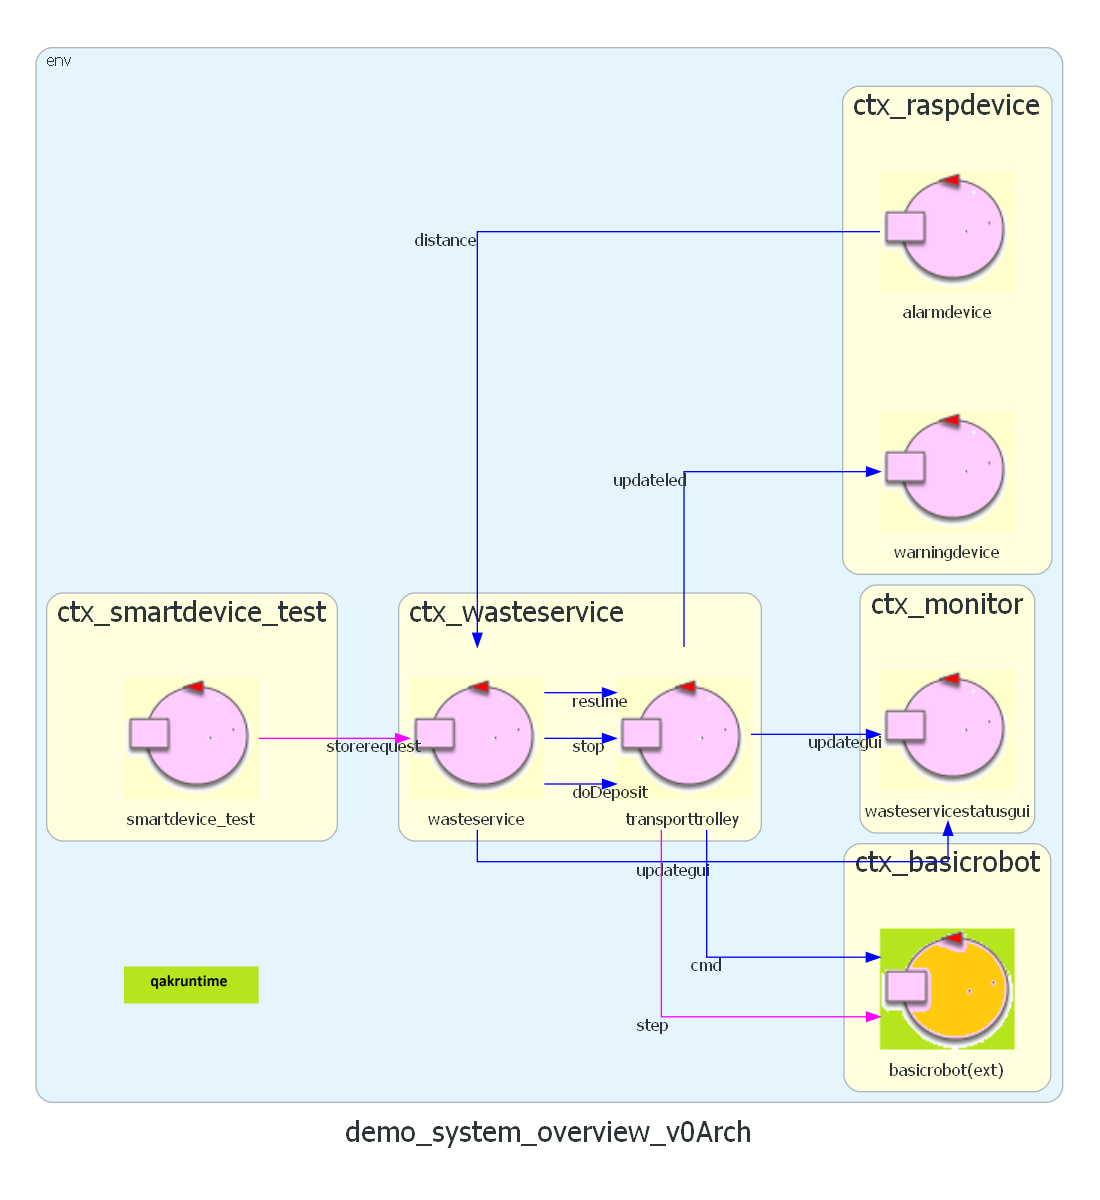 env
ctx_raspdevice
distance
alarmdevice
updateled
warningdevice
ctx_smartdevice_test
ctx_wasteservice
ctx_monitor
resume
storerequest
stop
updategui
doDeposit
smartdevice_test
wasteservice
transporttrolley
wasteservicestatusgui
updategui
ctx_basicrobot
cmd
qakruntime
step
basicrobot(ext)
demo_system_overview_v0Arch